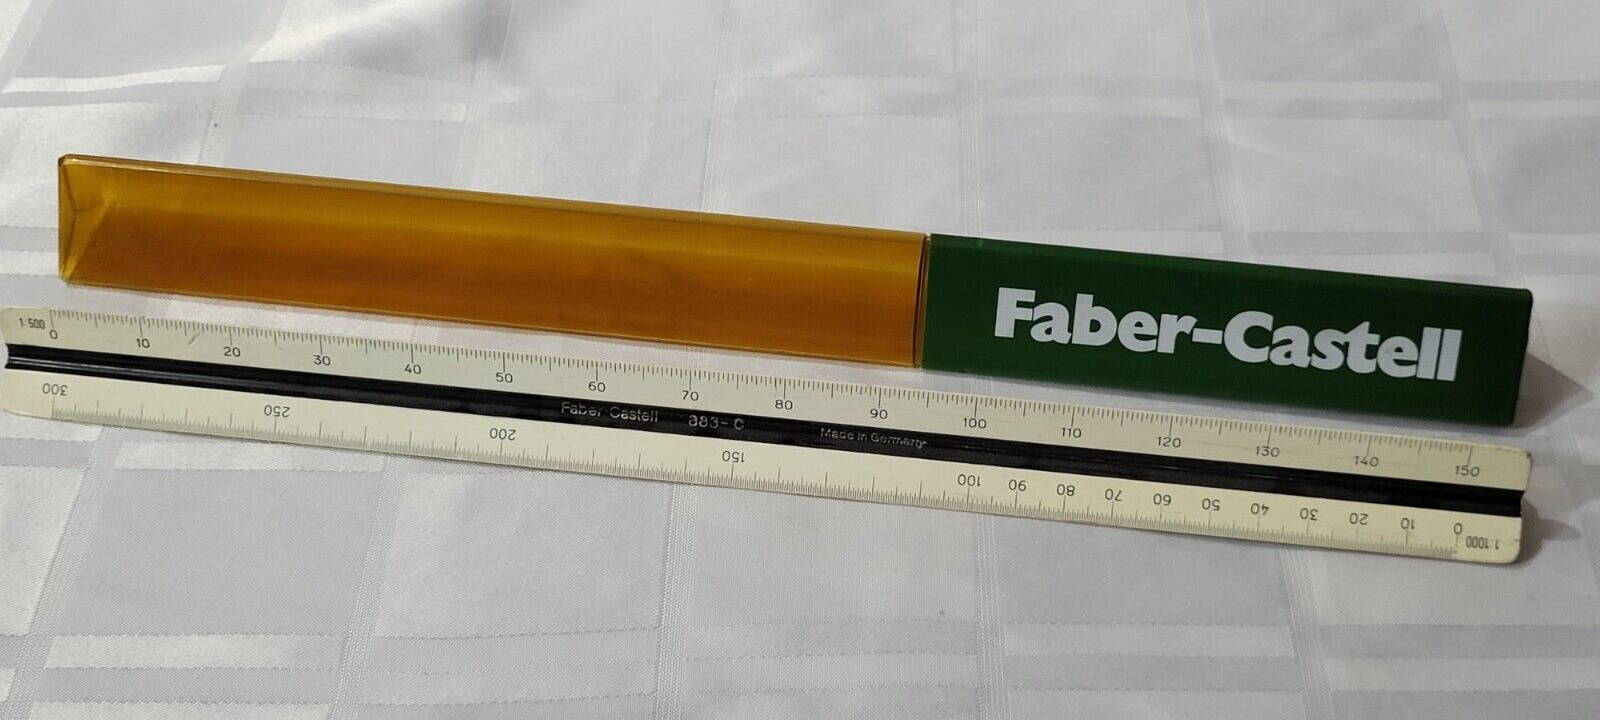 Faber-Castell
1:500
0 10 20 30 40 50 60 70 80 90 100 110 120 130 140 150
Faber Castell 883-C Made in Germany
300 250 200 150 100 90 80 70 60 50 40 30 20 10 0
1:1000